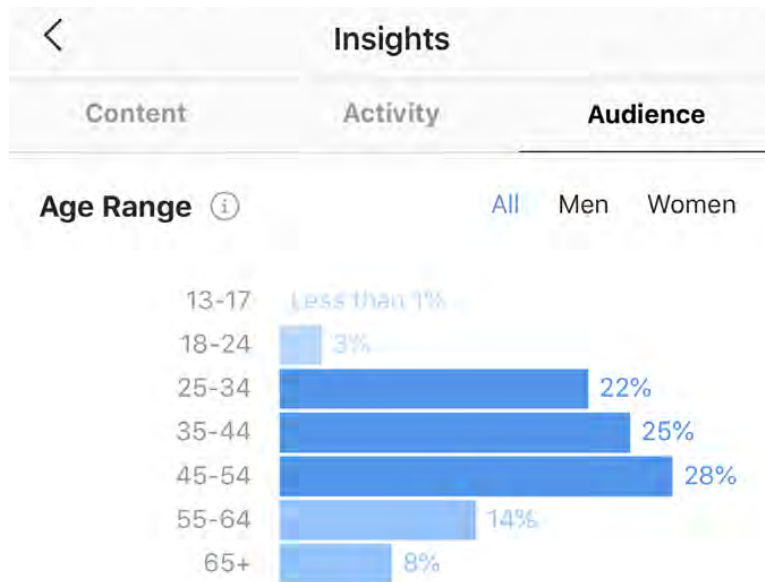 Insights
Content Activity Audience
Age Range All Men Women
13-17 Less than 1%
18-24 3%
25-34 22%
35-44 25%
45-54 28%
55-64 14%
65+ 8%